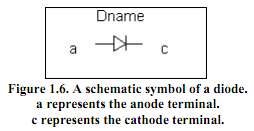 Dname
a c
Figure 1.6. A schematic symbol of a diode.
a represents the anode terminal.
c represents the cathode terminal.